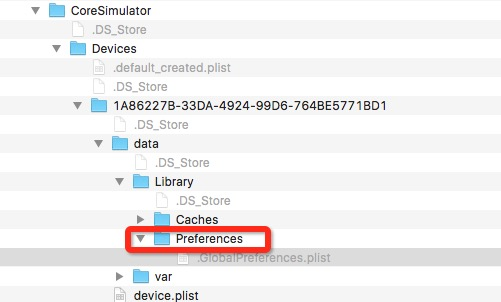 CoreSimulator
.DS_Store
Devices
.default_created.plist
.DS_Store
1A86227B-33DA-4924-99D6-764BE5771BD1
.DS_Store
data
.DS_Store
Library
.DS_Store
Caches
Preferences
.GlobalPreferences.plist
var
device.plist